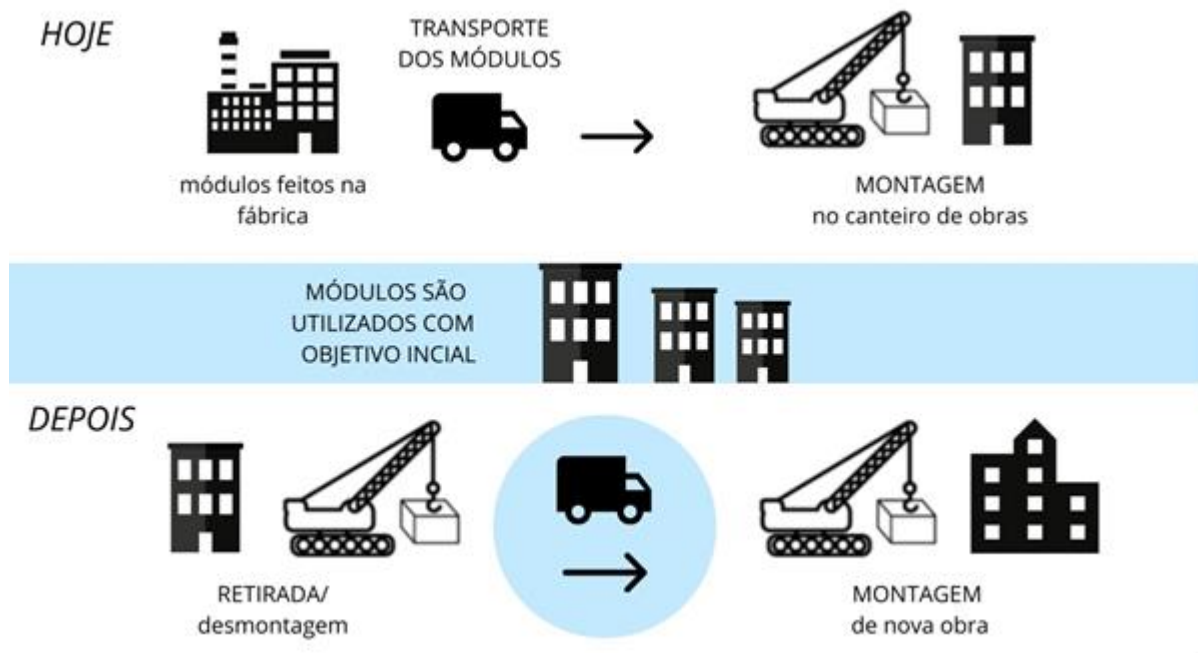 HOJE
TRANSPORTE
DOS MÓDULOS
módulos feitos na
fábrica
MONTAGEM
no canteiro de obras
MÓDULOS SÃO
UTILIZADOS COM
OBJETIVO INCIAL
DEPOIS
RETIRADA/
desmontagem
MONTAGEM
de nova obra